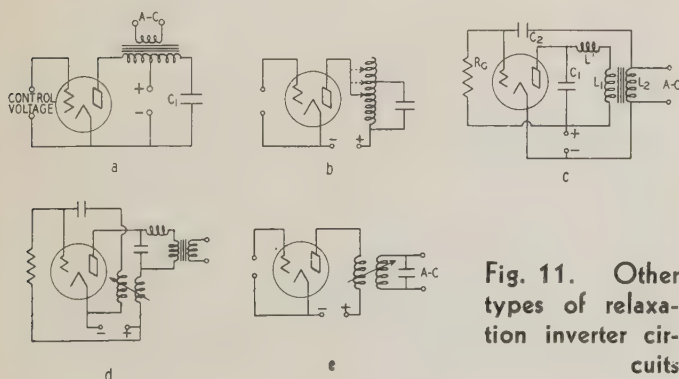 A-C
CONTROL
VOLTAGE
+
-
C1
a
- +
b
C2
RG
C1
L'
L1
L2
A-C
+
-
c
- +
d
A-C
- +
e
Fig. 11. Other
types of relaxa-
tion inverter cir-
cuits